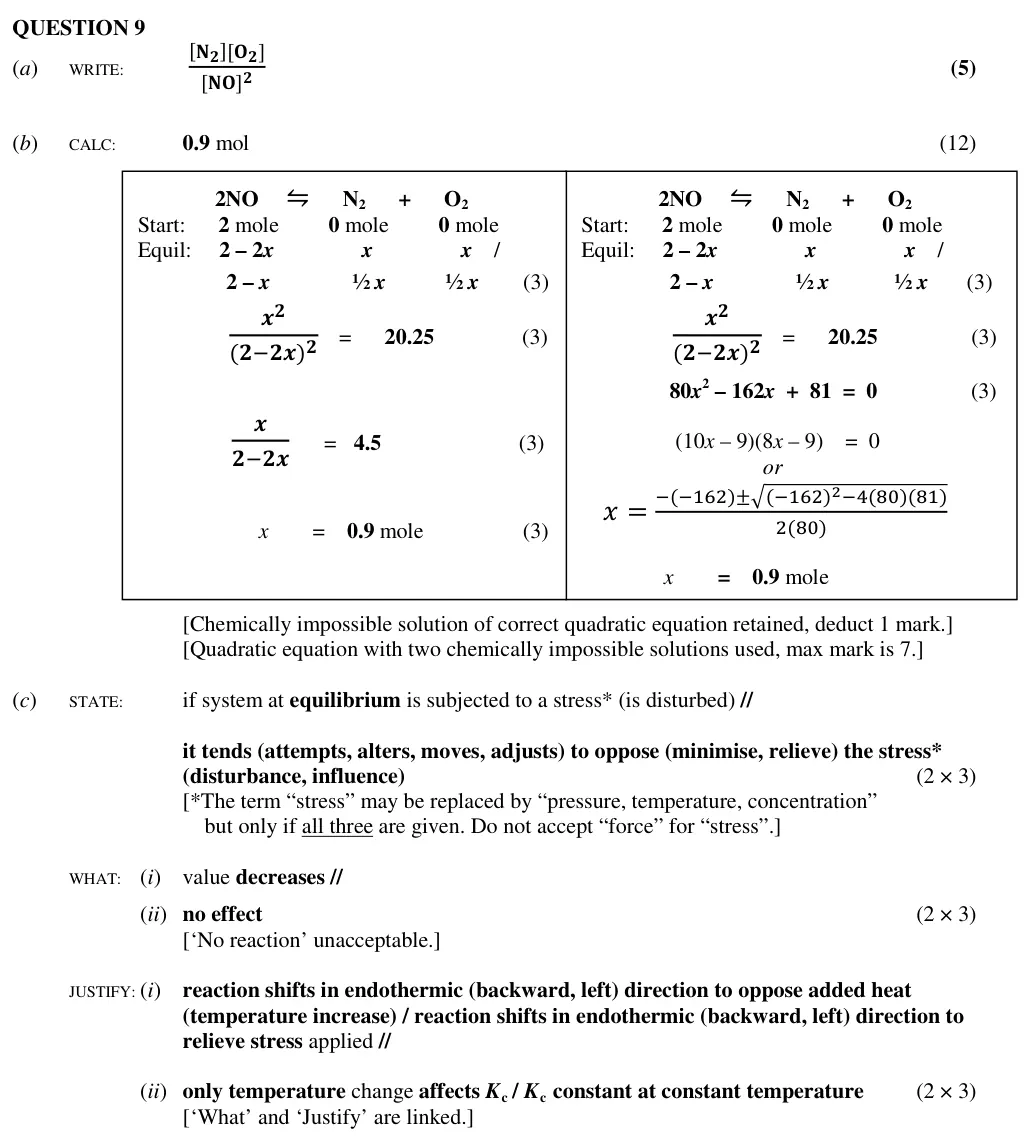 QUESTION 9
(a) WRITE: [N₂][O₂] / [NO]² (5)
(b) CALC: 0.9 mol (12)
2NO ⇋ N₂ + O₂
Start: 2 mole 0 mole 0 mole
Equil: 2 – 2x x x /
2 – x ½ x ½ x (3)
x² / (2−2x)² = 20.25 (3)
x / 2−2x = 4.5 (3)
x = 0.9 mole (3)
2NO ⇋ N₂ + O₂
Start: 2 mole 0 mole 0 mole
Equil: 2 – 2x x x /
2 – x ½ x ½ x (3)
x² / (2−2x)² = 20.25 (3)
80x² – 162x + 81 = 0 (3)
(10x – 9)(8x – 9) = 0
or
x = −(−162)±√(−162)²−4(80)(81) / 2(80)
x = 0.9 mole
[Chemically impossible solution of correct quadratic equation retained, deduct 1 mark.]
[Quadratic equation with two chemically impossible solutions used, max mark is 7.]
(c) STATE: if system at equilibrium is subjected to a stress* (is disturbed) //
it tends (attempts, alters, moves, adjusts) to oppose (minimise, relieve) the stress*
(disturbance, influence) (2 × 3)
[*The term “stress” may be replaced by “pressure, temperature, concentration”
but only if all three are given. Do not accept “force” for “stress”.]
WHAT: (i) value decreases //
(ii) no effect (2 × 3)
[‘No reaction’ unacceptable.]
JUSTIFY: (i) reaction shifts in endothermic (backward, left) direction to oppose added heat
(temperature increase) / reaction shifts in endothermic (backward, left) direction to
relieve stress applied //
(ii) only temperature change affects Kc / Kc constant at constant temperature (2 × 3)
[‘What’ and ‘Justify’ are linked.]